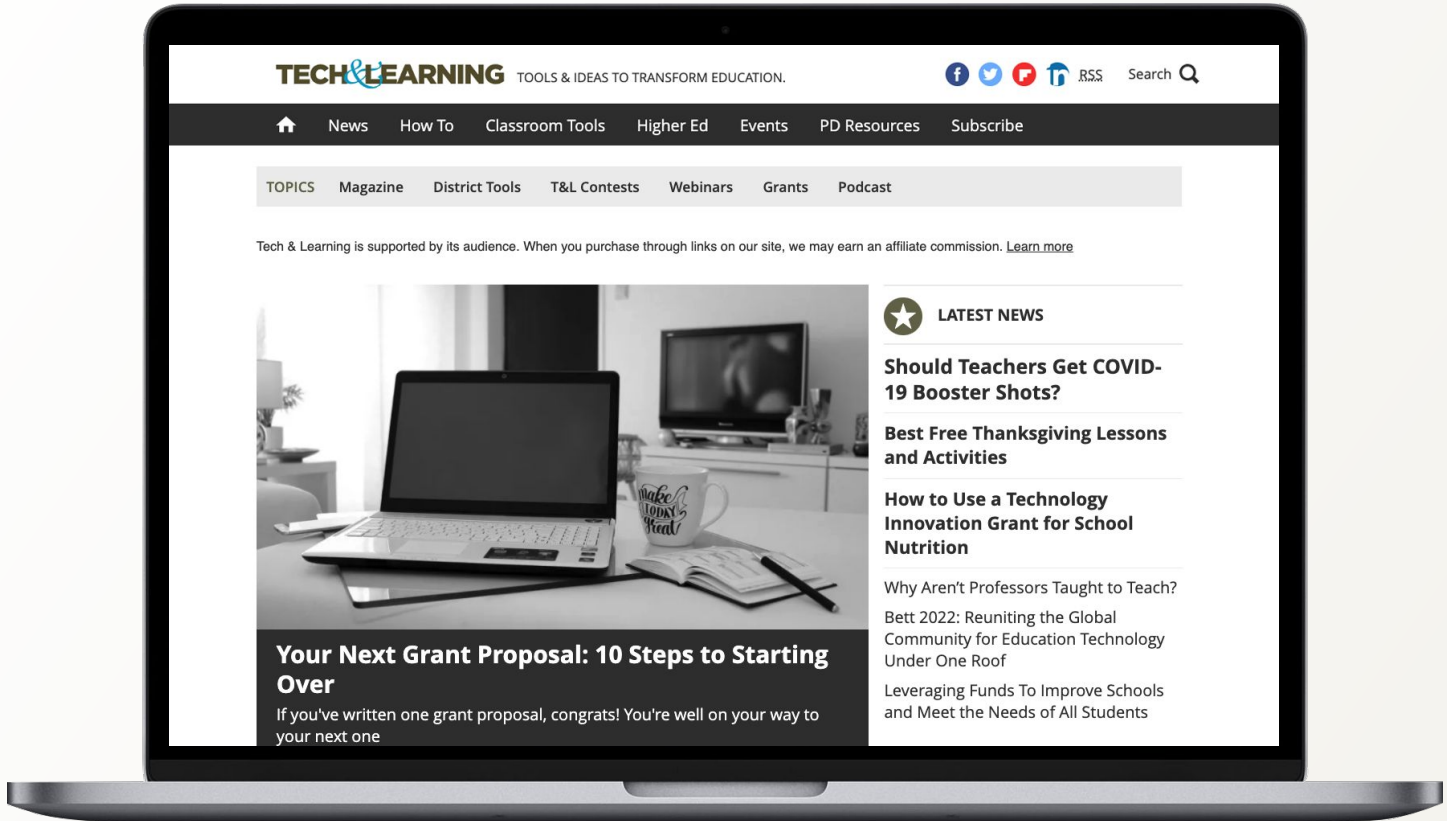 TECH&LEARNING TOOLS & IDEAS TO TRANSFORM EDUCATION.
RSS Search
News How To Classroom Tools Higher Ed Events PD Resources Subscribe
TOPICS Magazine District Tools T&L Contests Webinars Grants Podcast
Tech & Learning is supported by its audience. When you purchase through links on our site, we may earn an affiliate commission. Learn more
make
TODAY
great
Your Next Grant Proposal: 10 Steps to Starting
Over
If you've written one grant proposal, congrats! You're well on your way to
your next one
LATEST NEWS
Should Teachers Get COVID-
19 Booster Shots?
Best Free Thanksgiving Lessons
and Activities
How to Use a Technology
Innovation Grant for School
Nutrition
Why Aren't Professors Taught to Teach?
Bett 2022: Reuniting the Global
Community for Education Technology
Under One Roof
Leveraging Funds To Improve Schools
and Meet the Needs of All Students